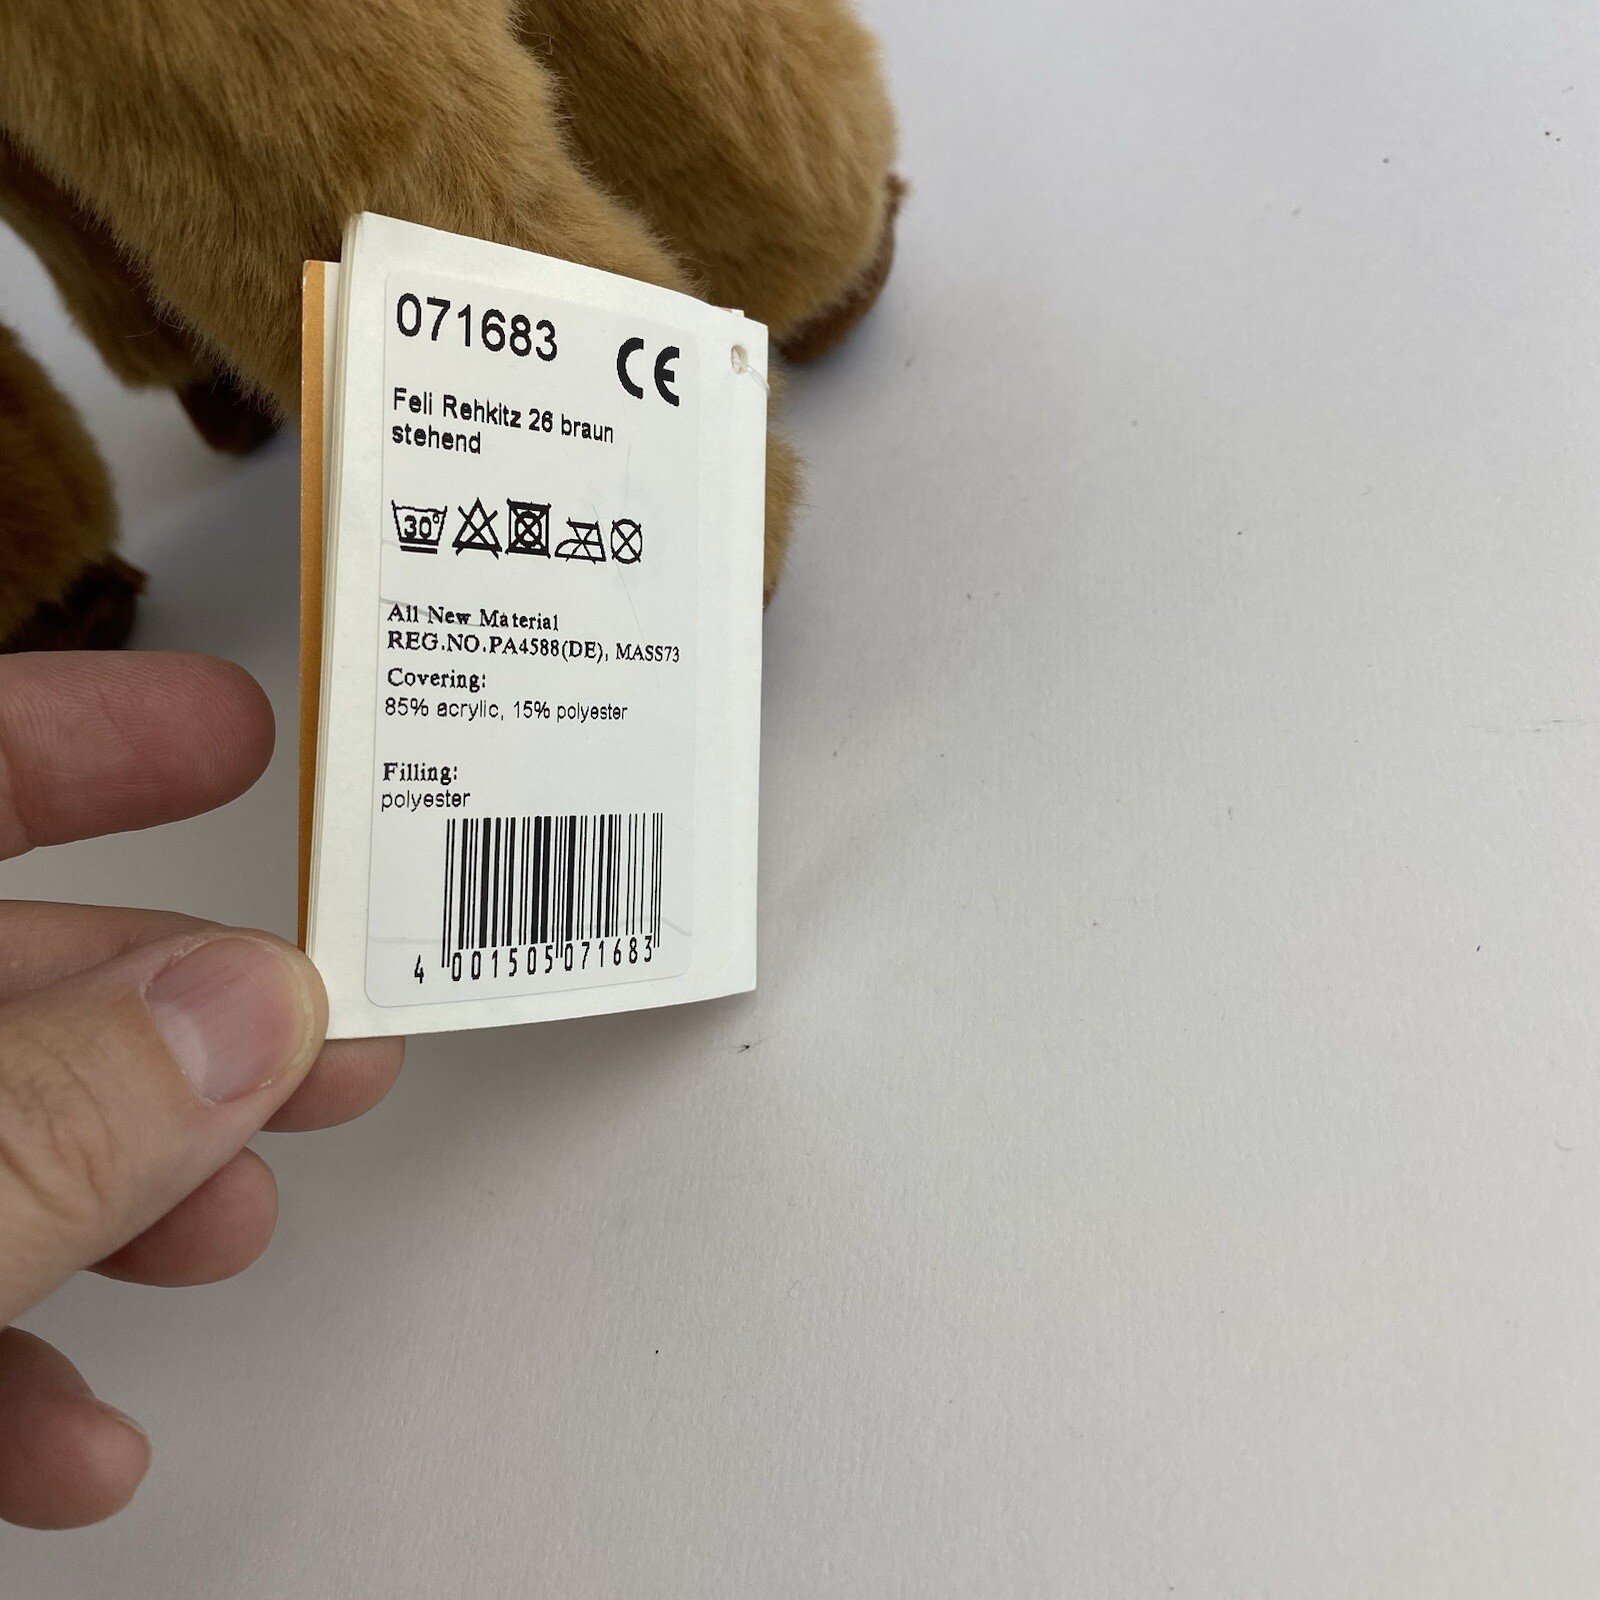 071683
CE
Feli Rehkitz 26 braun
stehend
30°
All New Material
REG.NO.PA4588(DE), MASS73
Covering:
85% acrylic, 15% polyester
Filling:
polyester
4 001505 071683